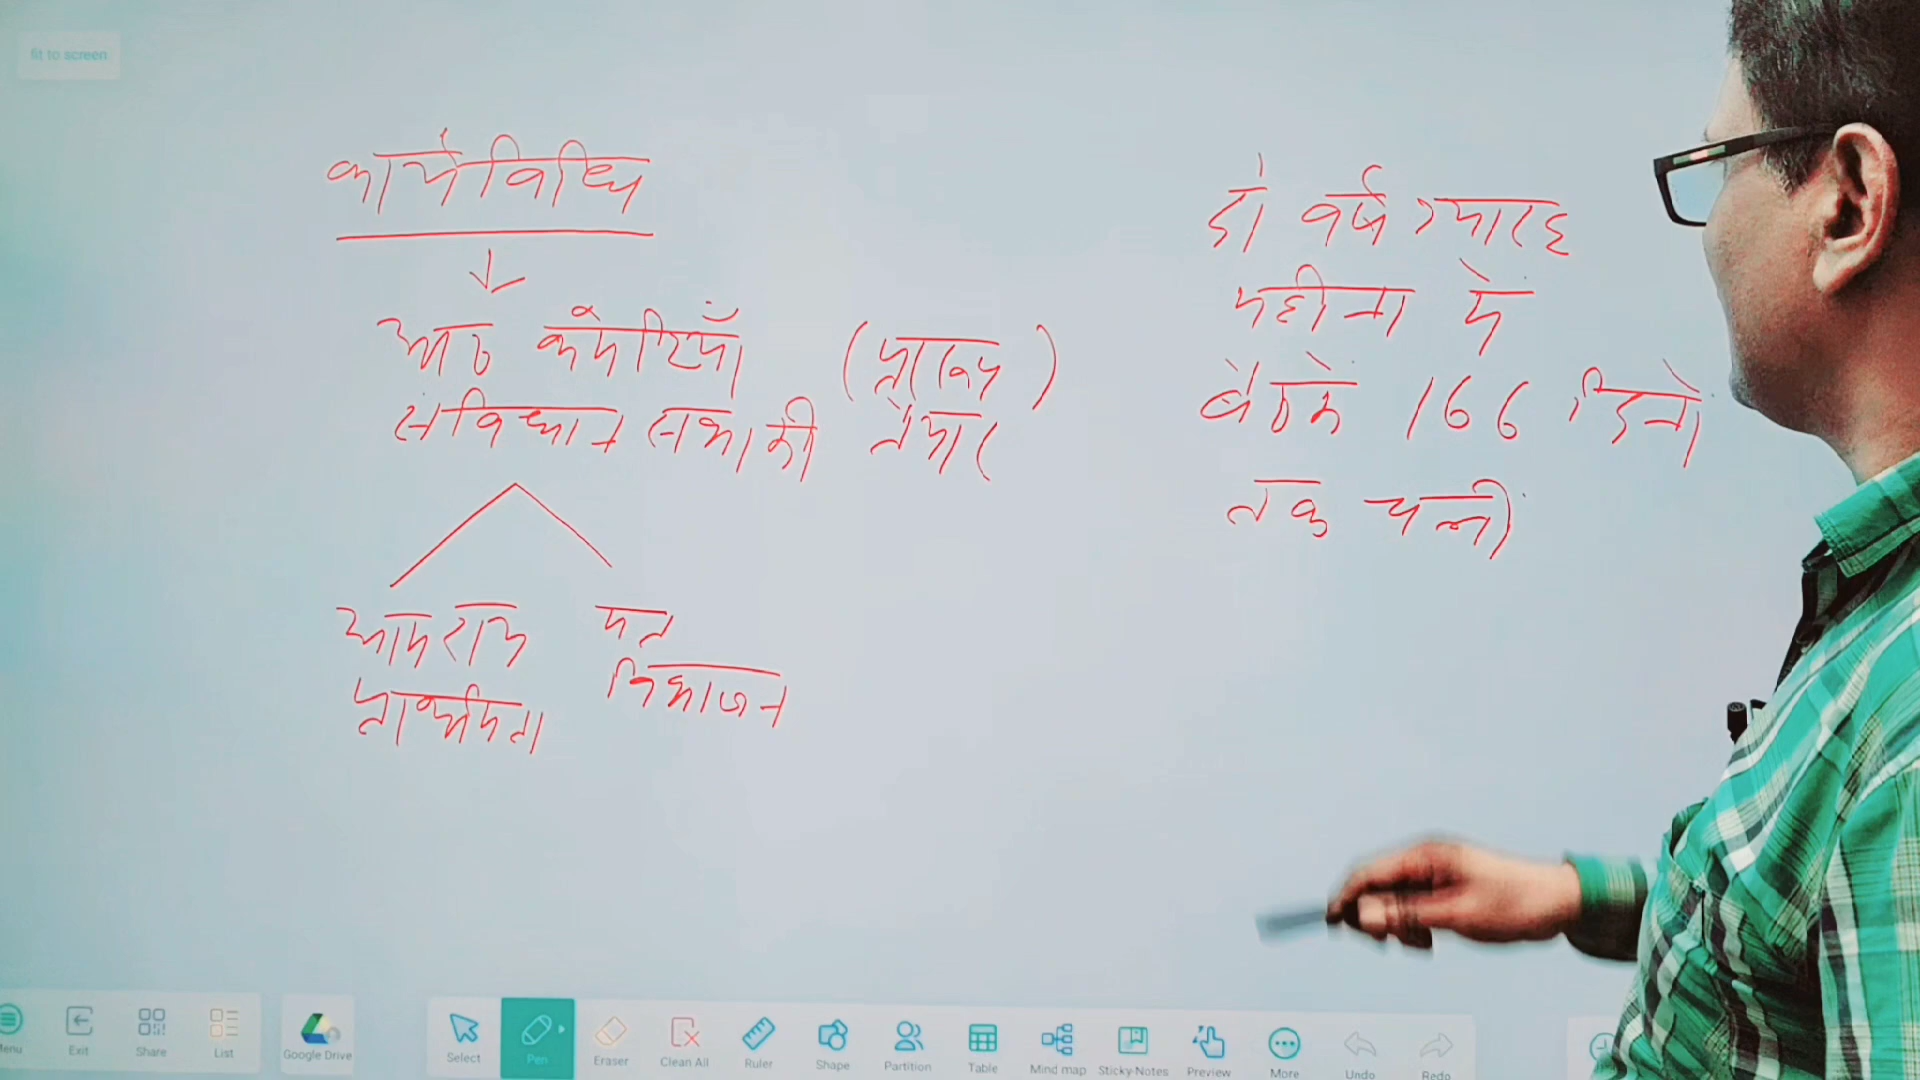 fit to screen
कार्यविधि
आठ कमेटियाँ (प्रारूप)
संविधान सभा की तैयार
आमराय मत
विभाजन
दो वर्ष ग्यारह
महीना में
बैठकें 166 दिनों
तक चली
Menu Exit Share List Google Drive Select Pen Eraser Clean All Ruler Shape Partition Table Mind map Sticky Notes Preview More Undo Redo